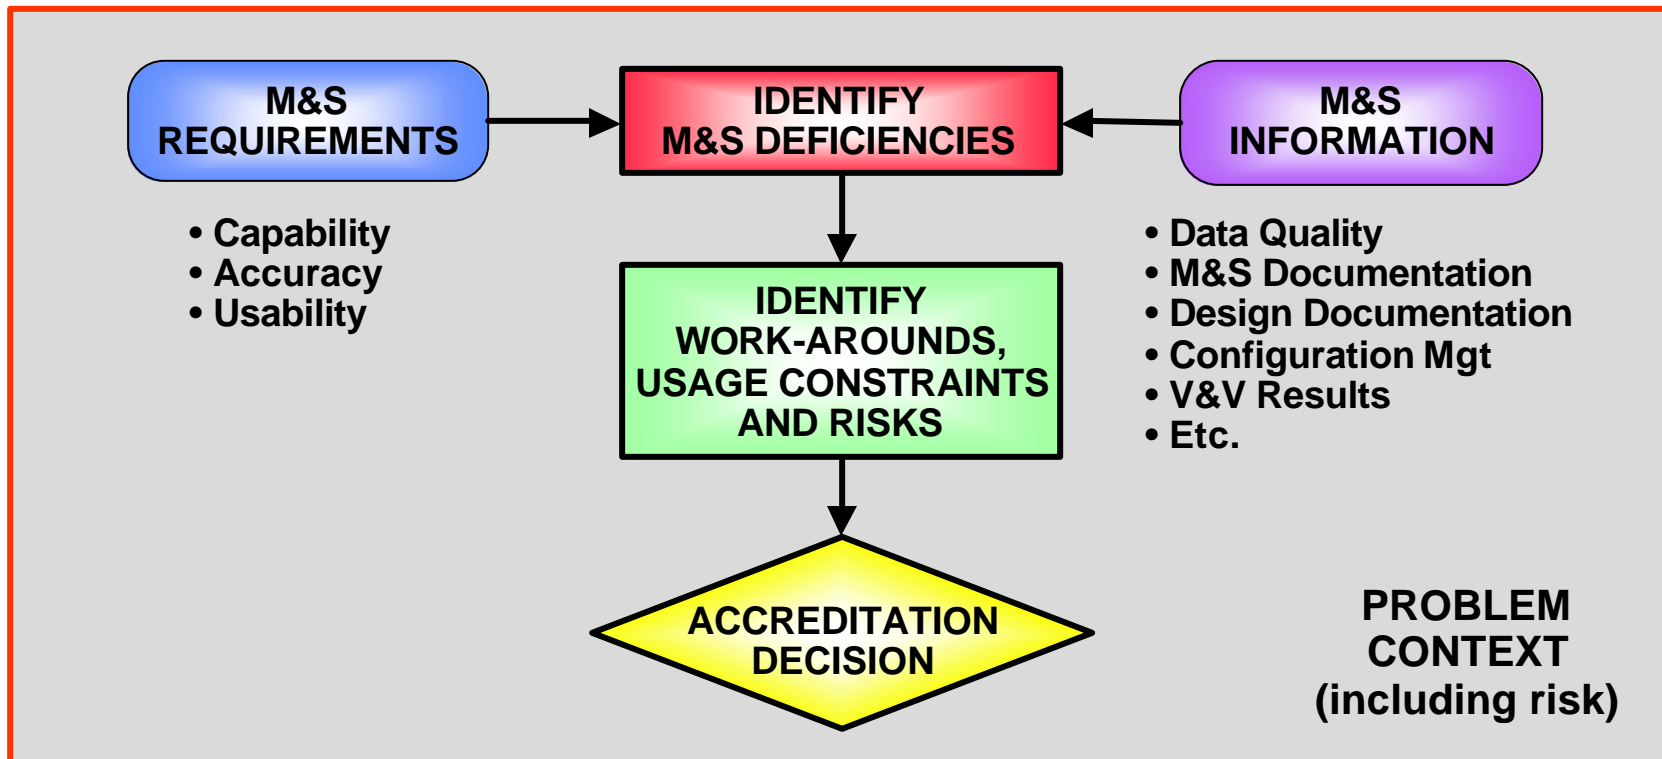 M&S
REQUIREMENTS
• Capability
• Accuracy
• Usability
IDENTIFY
M&S DEFICIENCIES
IDENTIFY
WORK-AROUNDS,
USAGE CONSTRAINTS
AND RISKS
ACCREDITATION
DECISION
M&S
INFORMATION
• Data Quality
• M&S Documentation
• Design Documentation
• Configuration Mgt
• V&V Results
• Etc.
PROBLEM
CONTEXT
(including risk)